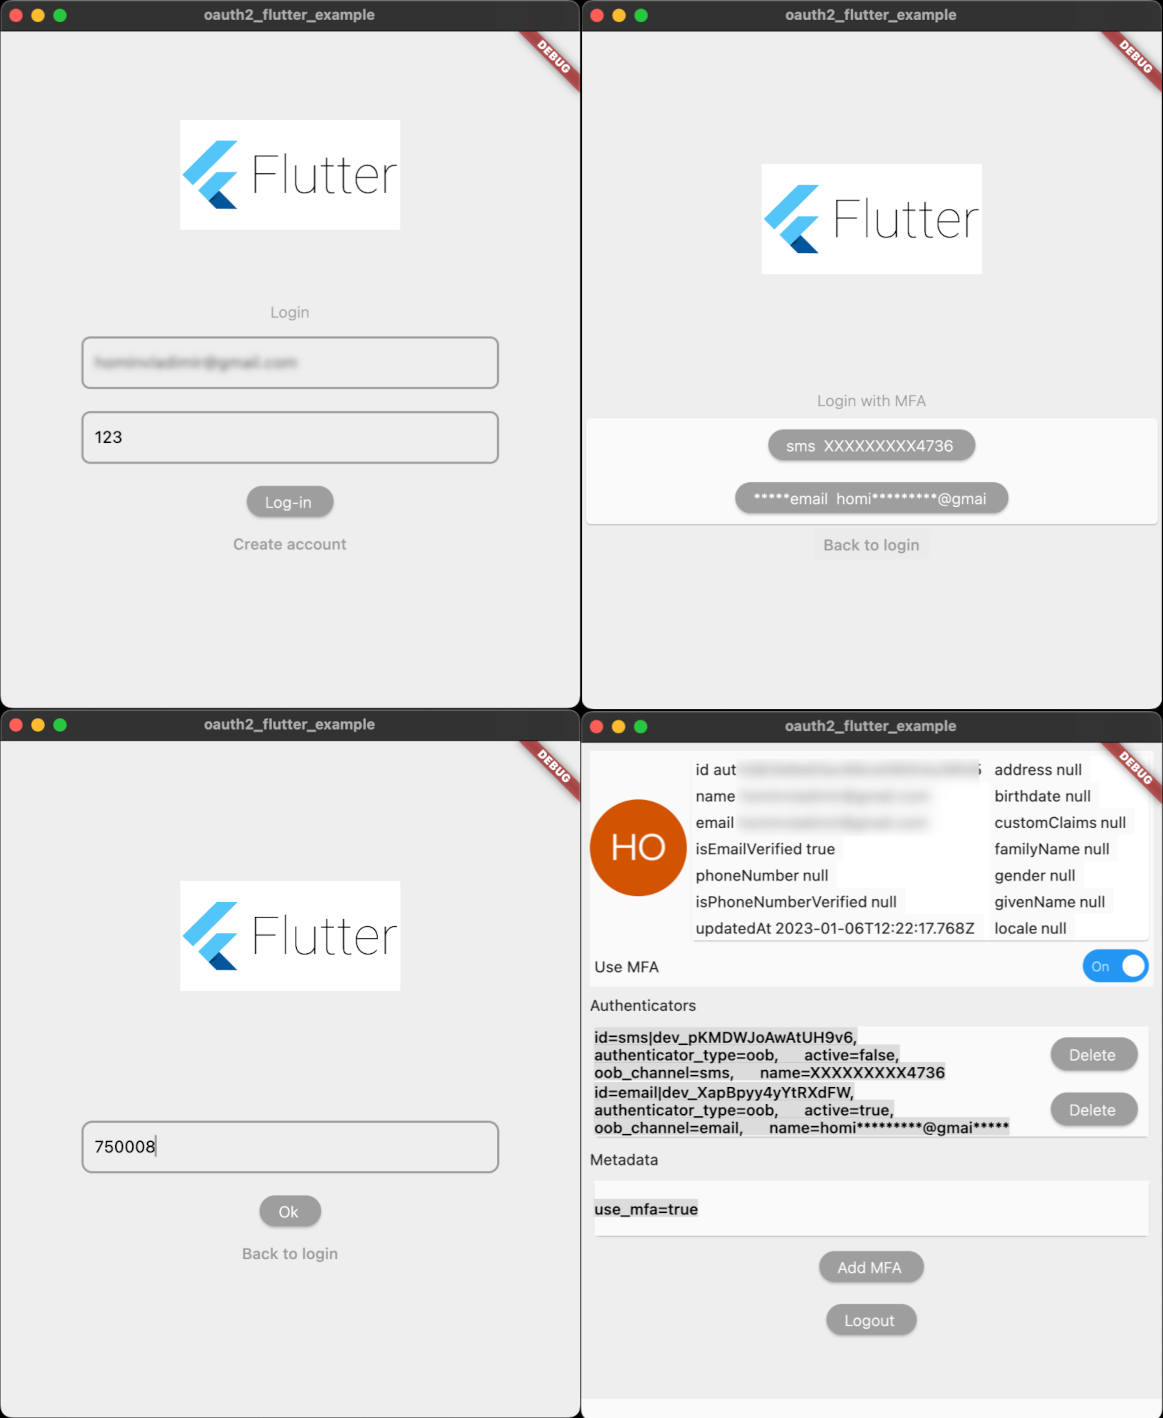 oauth2_flutter_example
DEBUG
Flutter
Login
123
Log-in
Create account
oauth2_flutter_example
DEBUG
Flutter
Login with MFA
sms XXXXXXXXX4736
*****email homi*********@gmai
Back to login
oauth2_flutter_example
DEBUG
Flutter
750008
Ok
Back to login
oauth2_flutter_example
DEBUG
HO
id aut
name
email
isEmailVerified true
phoneNumber null
isPhoneNumberVerified null
updatedAt 2023-01-06T12:22:17.768Z
address null
birthdate null
customClaims null
familyName null
gender null
givenName null
locale null
Use MFA
On
Authenticators
id=sms|dev_pKMDWJoAwAtUH9v6,
authenticator_type=oob, active=false,
oob_channel=sms, name=XXXXXXXXX4736
Delete
id=email|dev_XapBpyy4yYtRXdFW,
authenticator_type=oob, active=true,
oob_channel=email, name=homi*********@gmai*****
Delete
Metadata
use_mfa=true
Add MFA
Logout